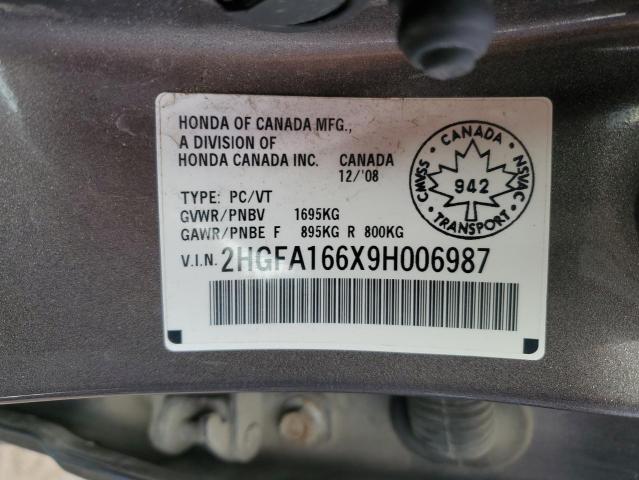 HONDA OF CANADA MFG.,
A DIVISION OF
HONDA CANADA INC. CANADA
12/'08
TYPE: PC/VT
GVWR/PNBV 1695KG
GAWR/PNBE F 895KG R 800KG
V.I.N. 2HGFA166X9H006987
CANADA
CMVSS
942
NSVAC
TRANSPORT